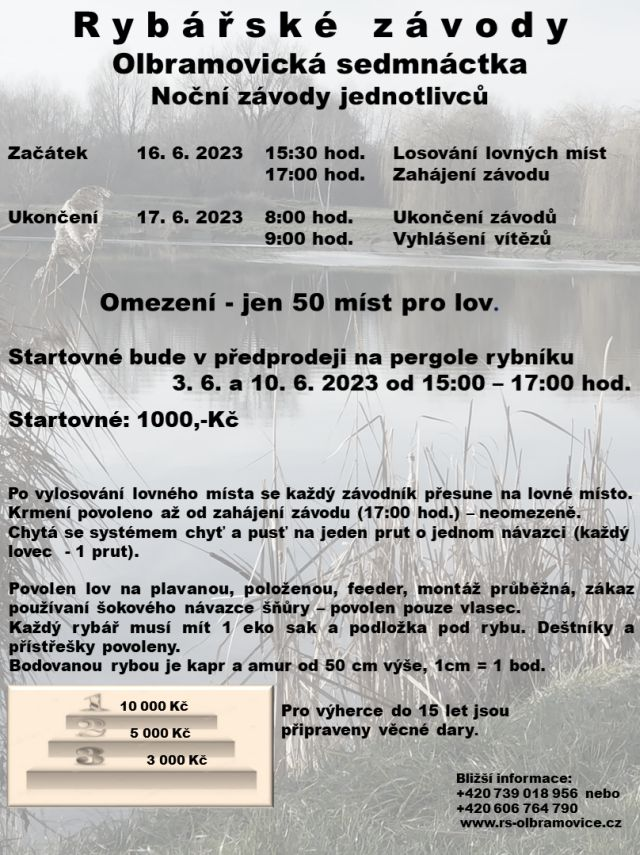 Rybářské závody
Olbramovická sedmnáctka
Noční závody jednotlivců
Začátek 16. 6. 2023 15:30 hod. Losování lovných míst
17:00 hod. Zahájení závodu
Ukončení 17. 6. 2023 8:00 hod. Ukončení závodů
9:00 hod. Vyhlášení vítězů
Omezení - jen 50 míst pro lov.
Startovné bude v předprodeji na pergole rybníku
3. 6. a 10. 6. 2023 od 15:00 – 17:00 hod.
Startovné: 1000,-Kč
Po vylosování lovného místa se každý závodník přesune na lovné místo.
Krmení povoleno až od zahájení závodu (17:00 hod.) – neomezeně.
Chytá se systémem chyť a pusť na jeden prut o jednom návazci (každý
lovec - 1 prut).
Povolen lov na plavanou, položenou, feeder, montáž průběžná, zákaz
používaní šokového návazce šňůry – povolen pouze vlasec.
Každý rybář musí mít 1 eko sak a podložka pod rybu. Deštníky a
přístřešky povoleny.
Bodovanou rybou je kapr a amur od 50 cm výše, 1cm = 1 bod.
1 10 000 Kč
2 5 000 Kč
3 3 000 Kč
Pro výherce do 15 let jsou
připraveny věcné dary.
Bližší informace:
+420 739 018 956 nebo
+420 606 764 790
www.rs-olbramovice.cz